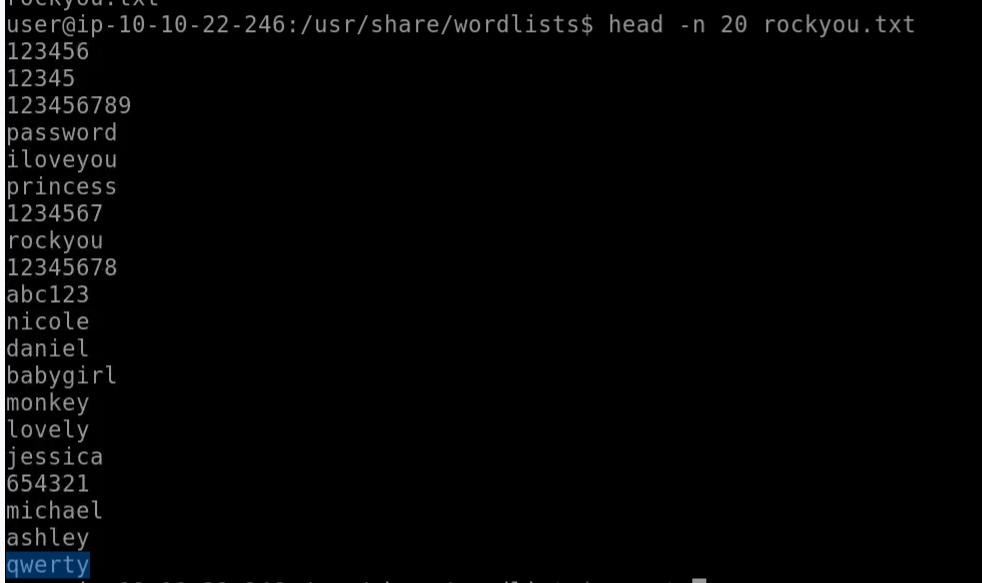 rockyou.txt
user@ip-10-10-22-246:/usr/share/wordlists$ head -n 20 rockyou.txt
123456
12345
123456789
password
iloveyou
princess
1234567
rockyou
12345678
abc123
nicole
daniel
babygirl
monkey
lovely
jessica
654321
michael
ashley
qwerty